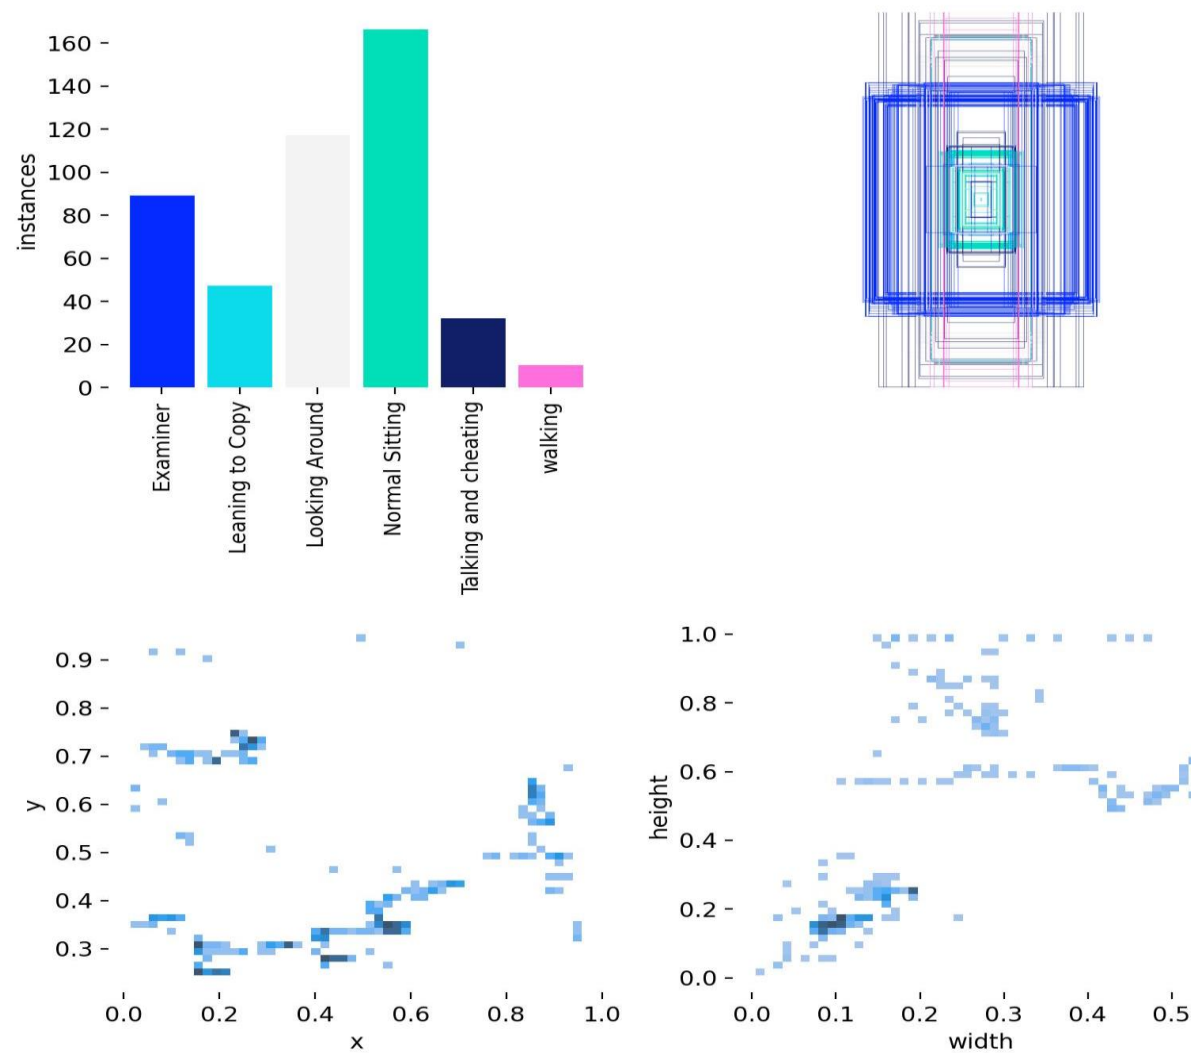 instances
160
140
120
100
80
60
40
20
0
Examiner
Leaning to Copy
Looking Around
Normal Sitting
Talking and cheating
walking
y
0.9
0.8
0.7
0.6
0.5
0.4
0.3
0.0 0.2 0.4 0.6 0.8 1.0
x
height
1.0
0.8
0.6
0.4
0.2
0.0
0.0 0.1 0.2 0.3 0.4 0.5
width